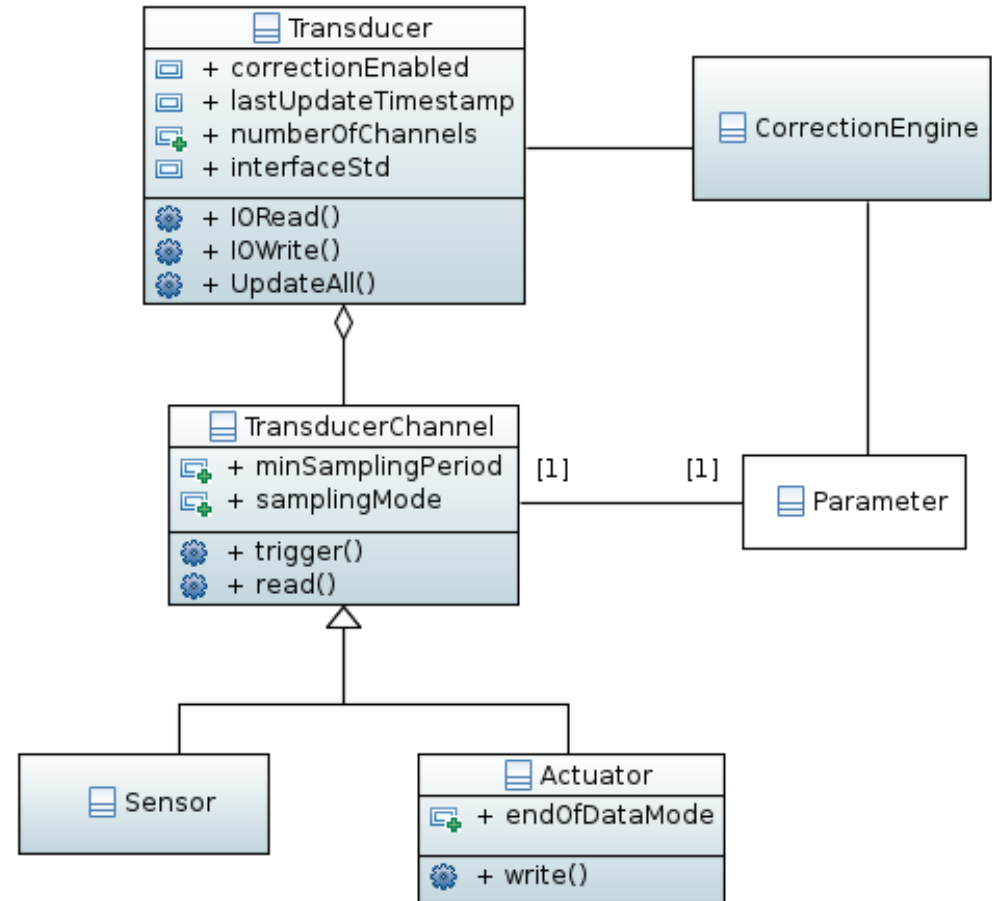 Transducer
+ correctionEnabled
+ lastUpdateTimestamp
+ numberOfChannels
+ interfaceStd
+ IORead()
+ IOWrite()
+ UpdateAll()
CorrectionEngine
TransducerChannel
+ minSamplingPeriod
+ samplingMode
+ trigger()
+ read()
[1] [1]
Parameter
Sensor
Actuator
+ endOfDataMode
+ write()